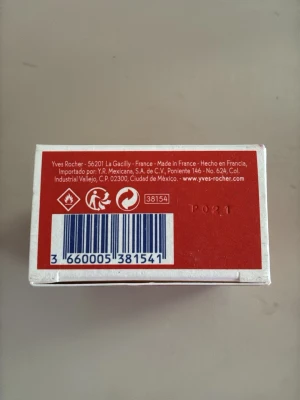 Yves Rocher - 56201 La Gacilly - France - Made in France - Hecho en Francia,
Importado por: Y.R. Mexicana, S.A. de C.V., Poniente 146 - No. 624, Col.
Industrial Vallejo, C.P. 02300, Ciudad de México. - www.yves-rocher.com
38154
3 660005 381541